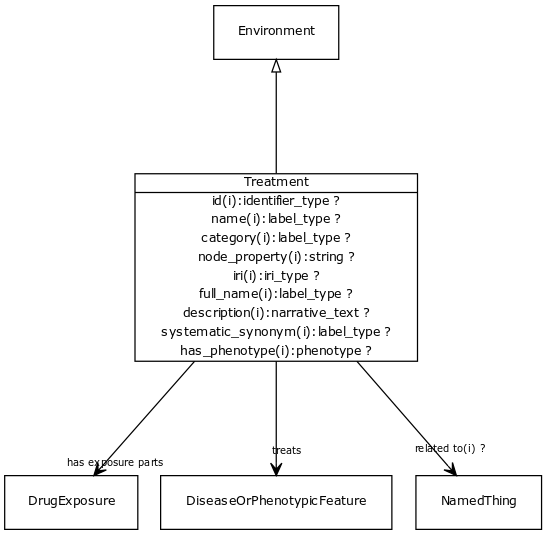 Environment
Treatment
id(i):identifier_type ?
name(i):label_type ?
category(i):label_type ?
node_property(i):string ?
iri(i):iri_type ?
full_name(i):label_type ?
description(i):narrative_text ?
systematic_synonym(i):label_type ?
has_phenotype(i):phenotype ?
has exposure parts
treats
related to(i) ?
DrugExposure
DiseaseOrPhenotypicFeature
NamedThing